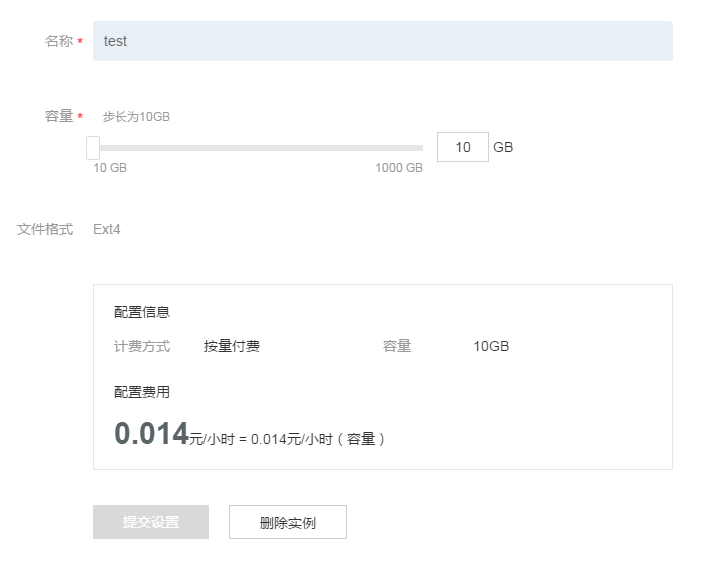 名称 * test
容量 * 步长为10GB
10 GB
10 GB 1000 GB
文件格式 Ext4
配置信息
计费方式 按量付费 容量 10GB
配置费用
0.014元/小时 = 0.014元/小时 ( 容量 )
提交设置 删除实例